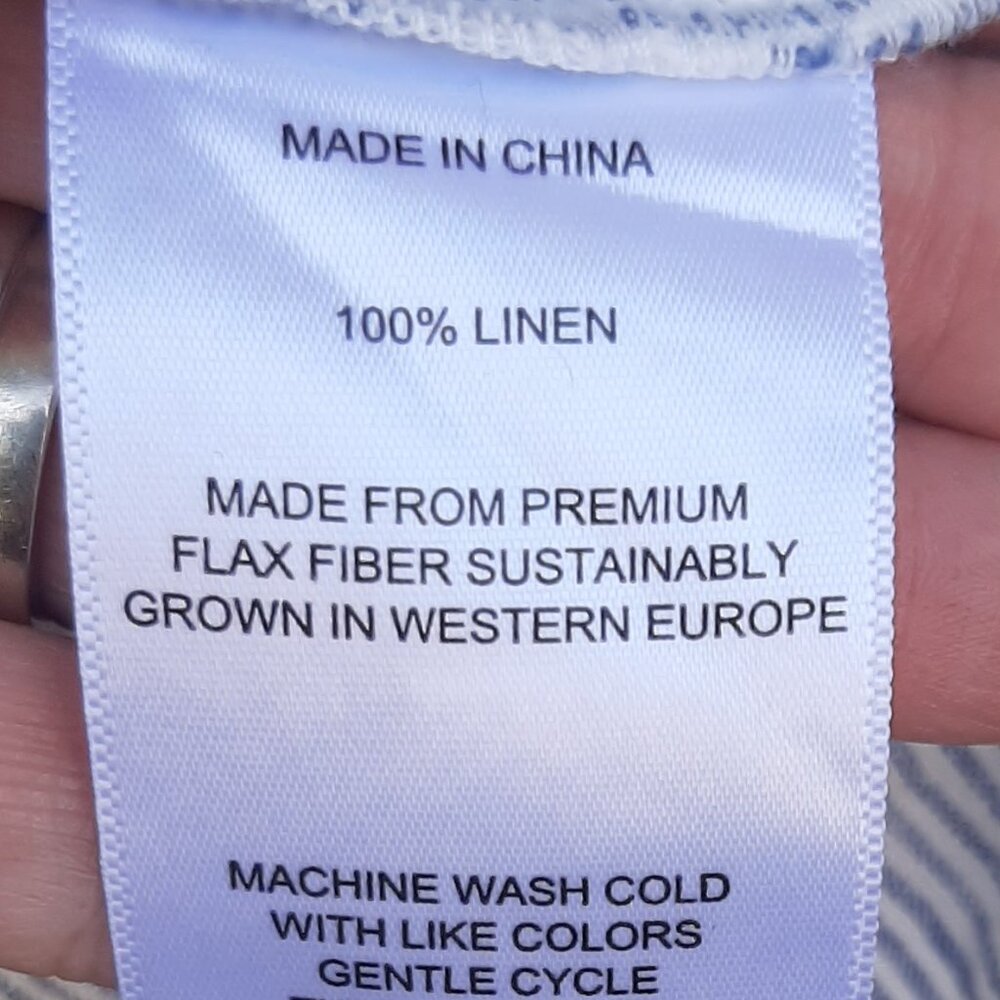 MADE IN CHINA
100% LINEN
MADE FROM PREMIUM
FLAX FIBER SUSTAINABLY
GROWN IN WESTERN EUROPE
MACHINE WASH COLD
WITH LIKE COLORS
GENTLE CYCLE